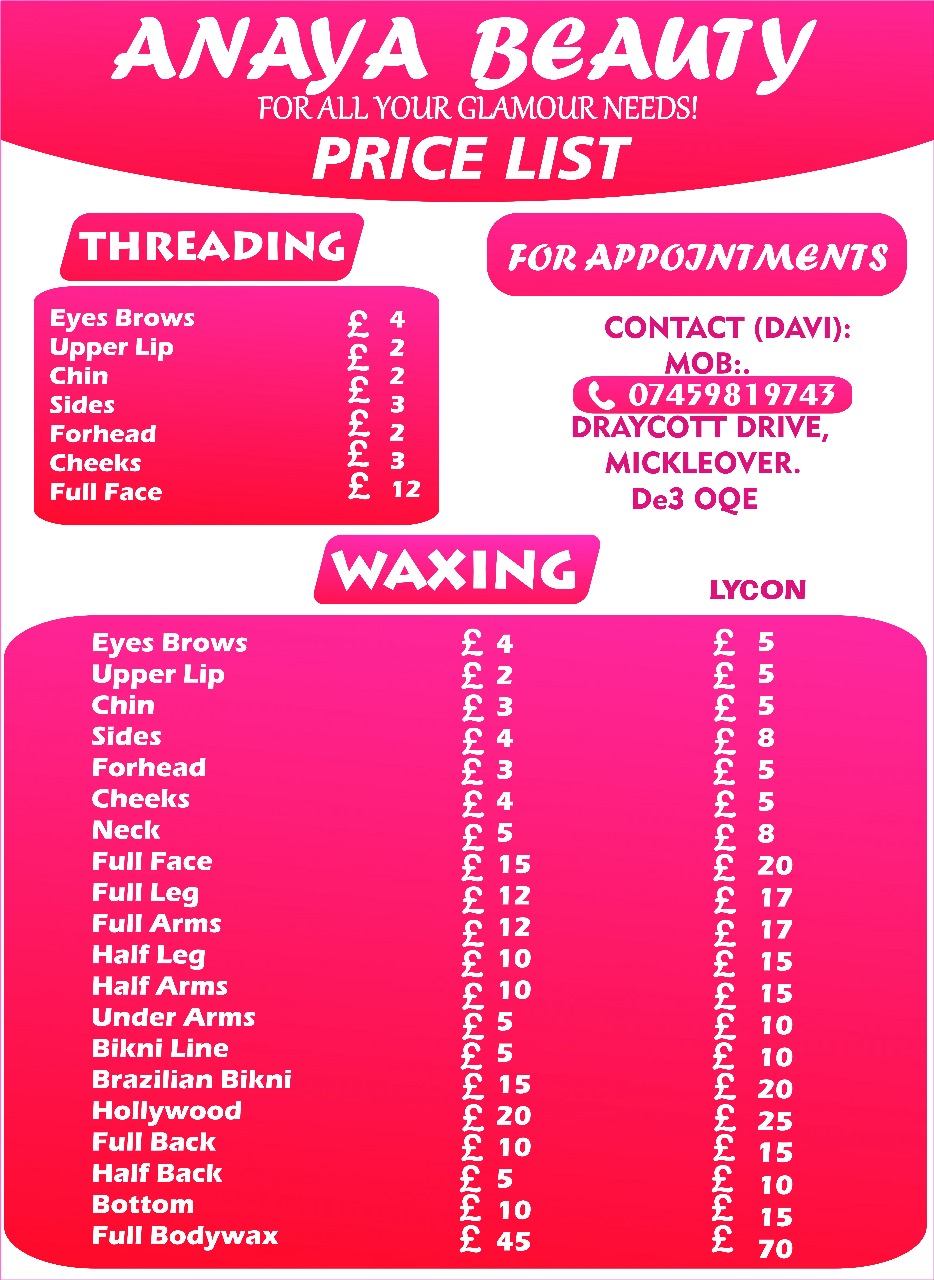 ANAYA BEAUTY
FOR ALL YOUR GLAMOUR NEEDS!
PRICE LIST
THREADING
Eyes Brows £ 4
Upper Lip £ 2
Chin £ 2
Sides £ 3
Forhead £ 2
Cheeks £ 3
Full Face £ 12
FOR APPOINTMENTS
CONTACT (DAVI):
MOB:.
07459819743
DRAYCOTT DRIVE,
MICKLEOVER.
De3 OQE
WAXING
LYCON
Eyes Brows £ 4 £ 5
Upper Lip £ 2 £ 5
Chin £ 3 £ 5
Sides £ 4 £ 8
Forhead £ 3 £ 5
Cheeks £ 4 £ 5
Neck £ 5 £ 8
Full Face £ 15 £ 20
Full Leg £ 12 £ 17
Full Arms £ 12 £ 17
Half Leg £ 10 £ 15
Half Arms £ 10 £ 15
Under Arms £ 5 £ 10
Bikni Line £ 5 £ 10
Brazilian Bikni £ 15 £ 20
Hollywood £ 20 £ 25
Full Back £ 10 £ 15
Half Back £ 5 £ 10
Bottom £ 10 £ 15
Full Bodywax £ 45 £ 70